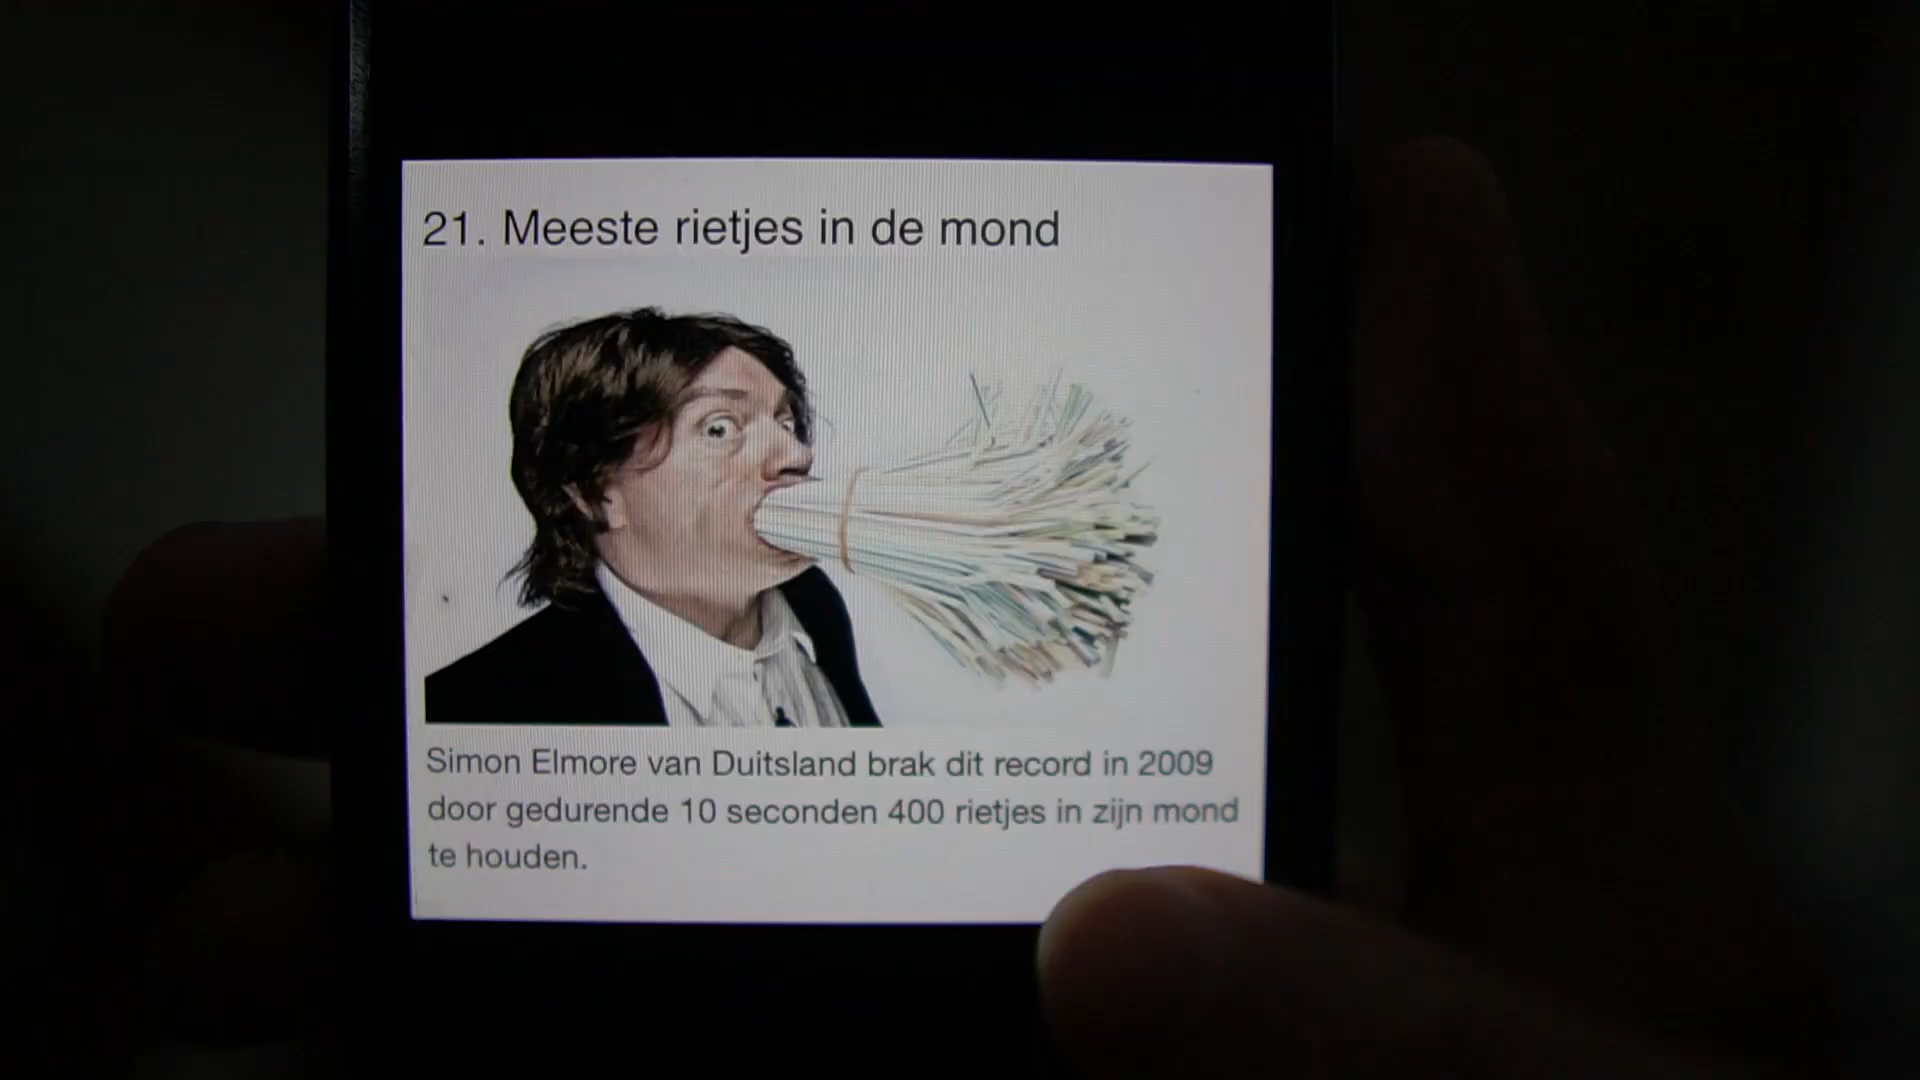 21. Meeste rietjes in de mond
Simon Elmore van Duitsland brak dit record in 2009
door gedurende 10 seconden 400 rietjes in zijn mond
te houden.